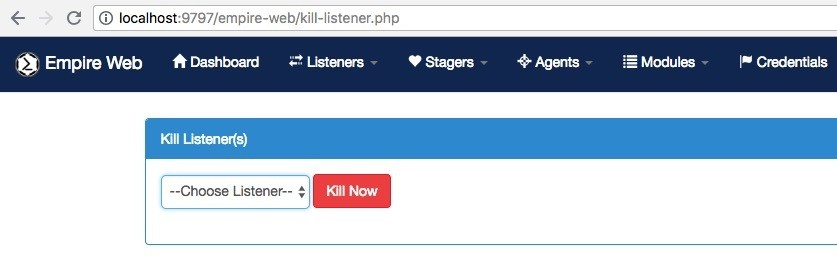 localhost:9797/empire-web/kill-listener.php
Empire Web Dashboard Listeners Stagers Agents Modules Credentials
Kill Listener(s)
--Choose Listener-- Kill Now